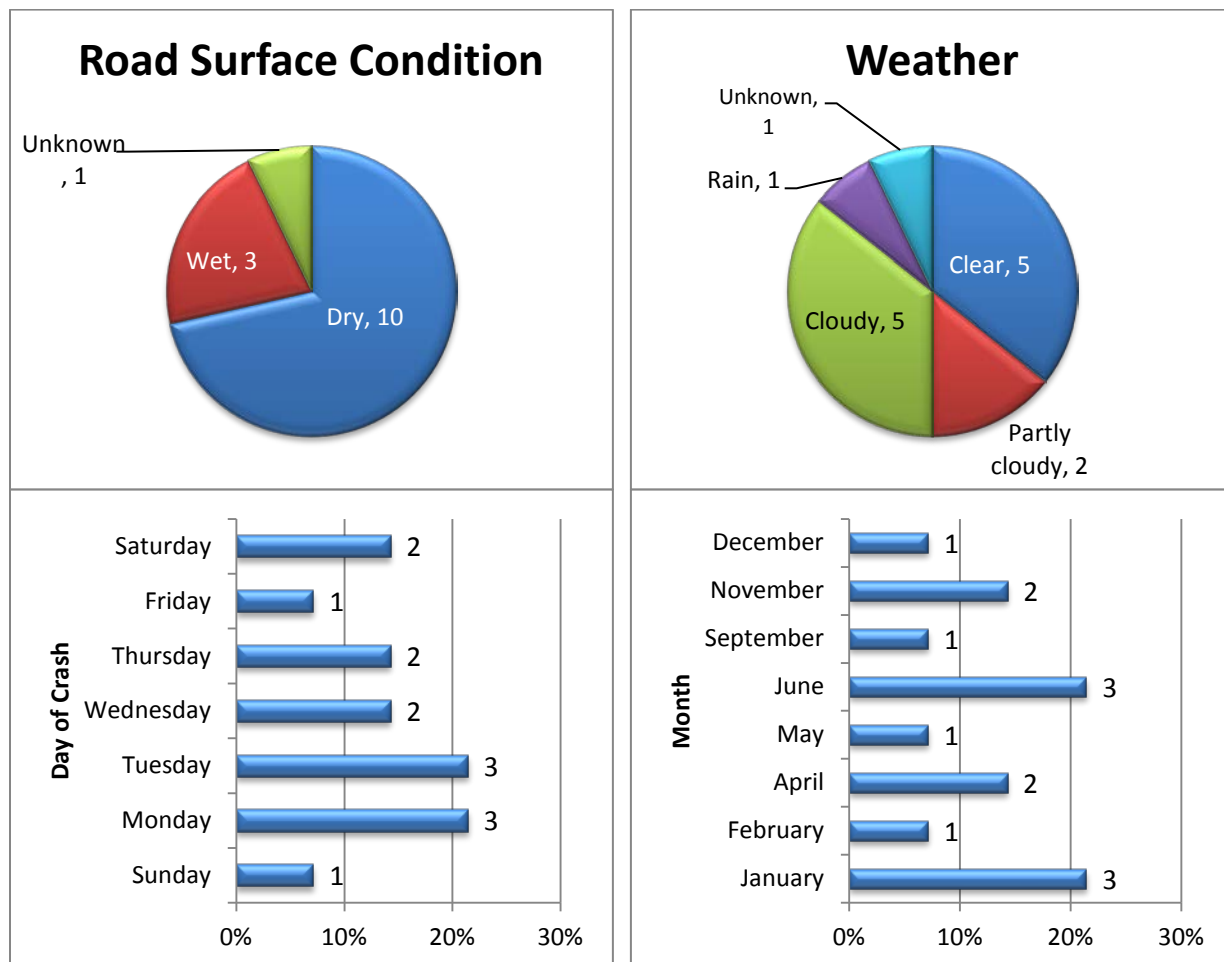 Road Surface Condition
Unknown
, 1
Wet, 3
Dry, 10
Weather
Unknown,
1
Rain, 1
Clear, 5
Cloudy, 5
Partly
cloudy, 2
Day of Crash
Saturday 2
Friday 1
Thursday 2
Wednesday 2
Tuesday 3
Monday 3
Sunday 1
0% 10% 20% 30%
Month
December 1
November 2
September 1
June 3
May 1
April 2
February 1
January 3
0% 10% 20% 30%